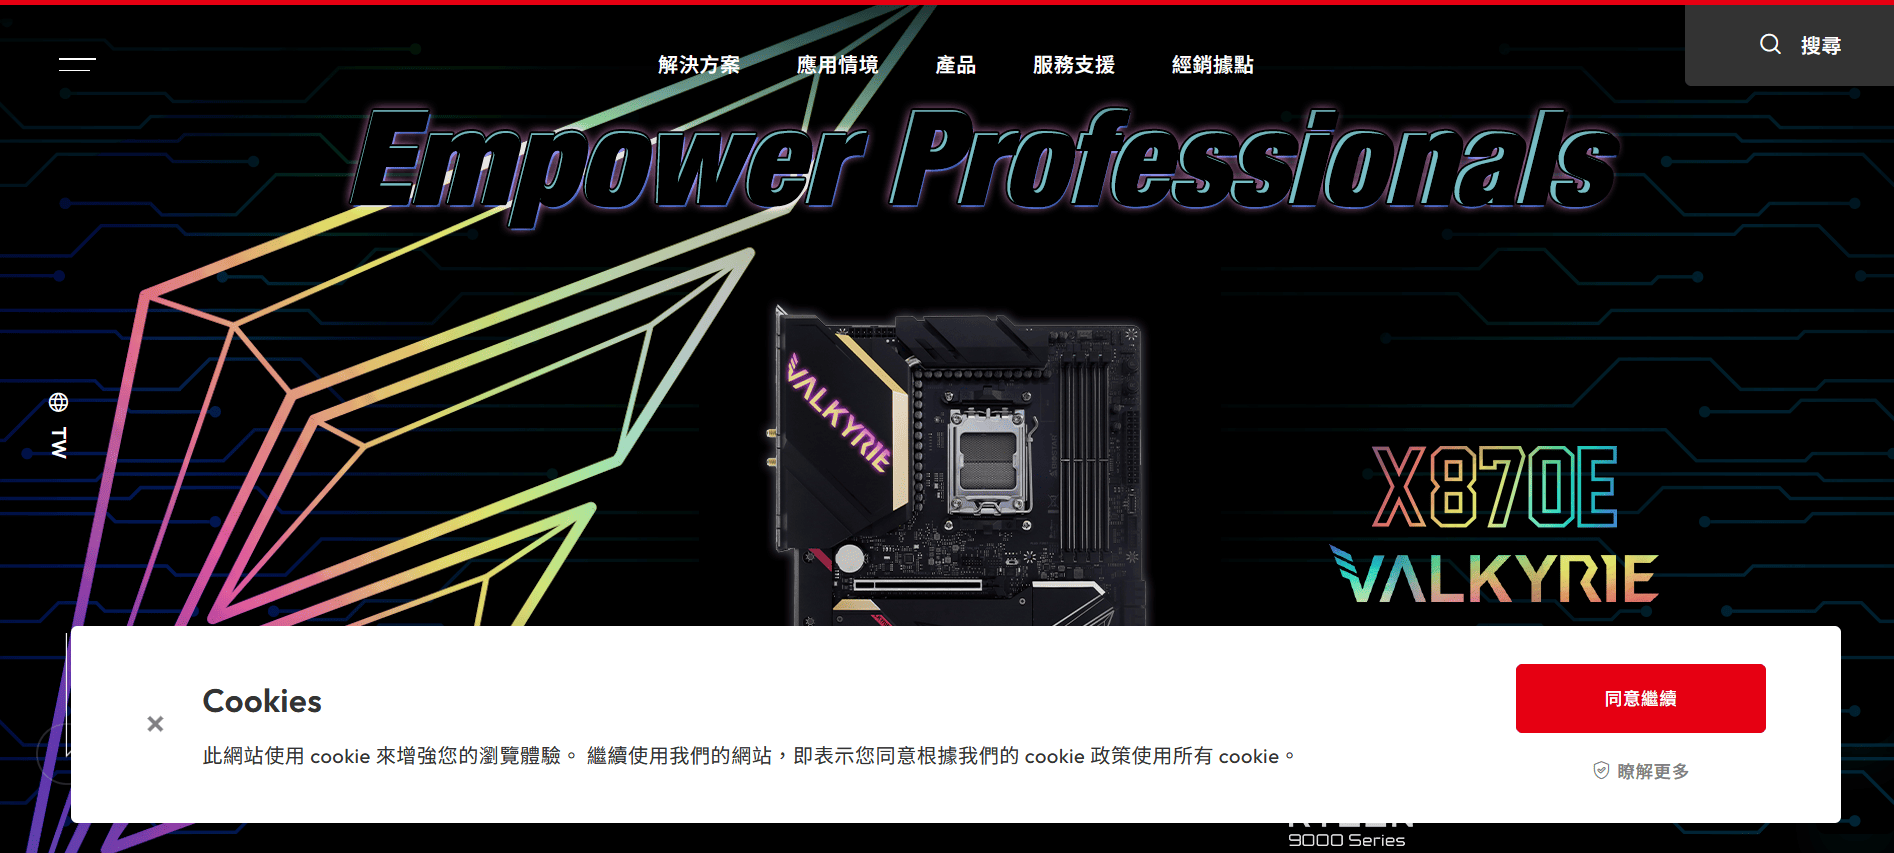 解決方案 應用情境 產品 服務支援 經銷據點
搜尋
Empower Professionals
VALKYRIE
TW
X870E
VALKYRIE
Cookies
此網站使用 cookie 來增強您的瀏覽體驗。 繼續使用我們的網站，即表示您同意根據我們的 cookie 政策使用所有 cookie。
同意繼續
瞭解更多
9000 Series